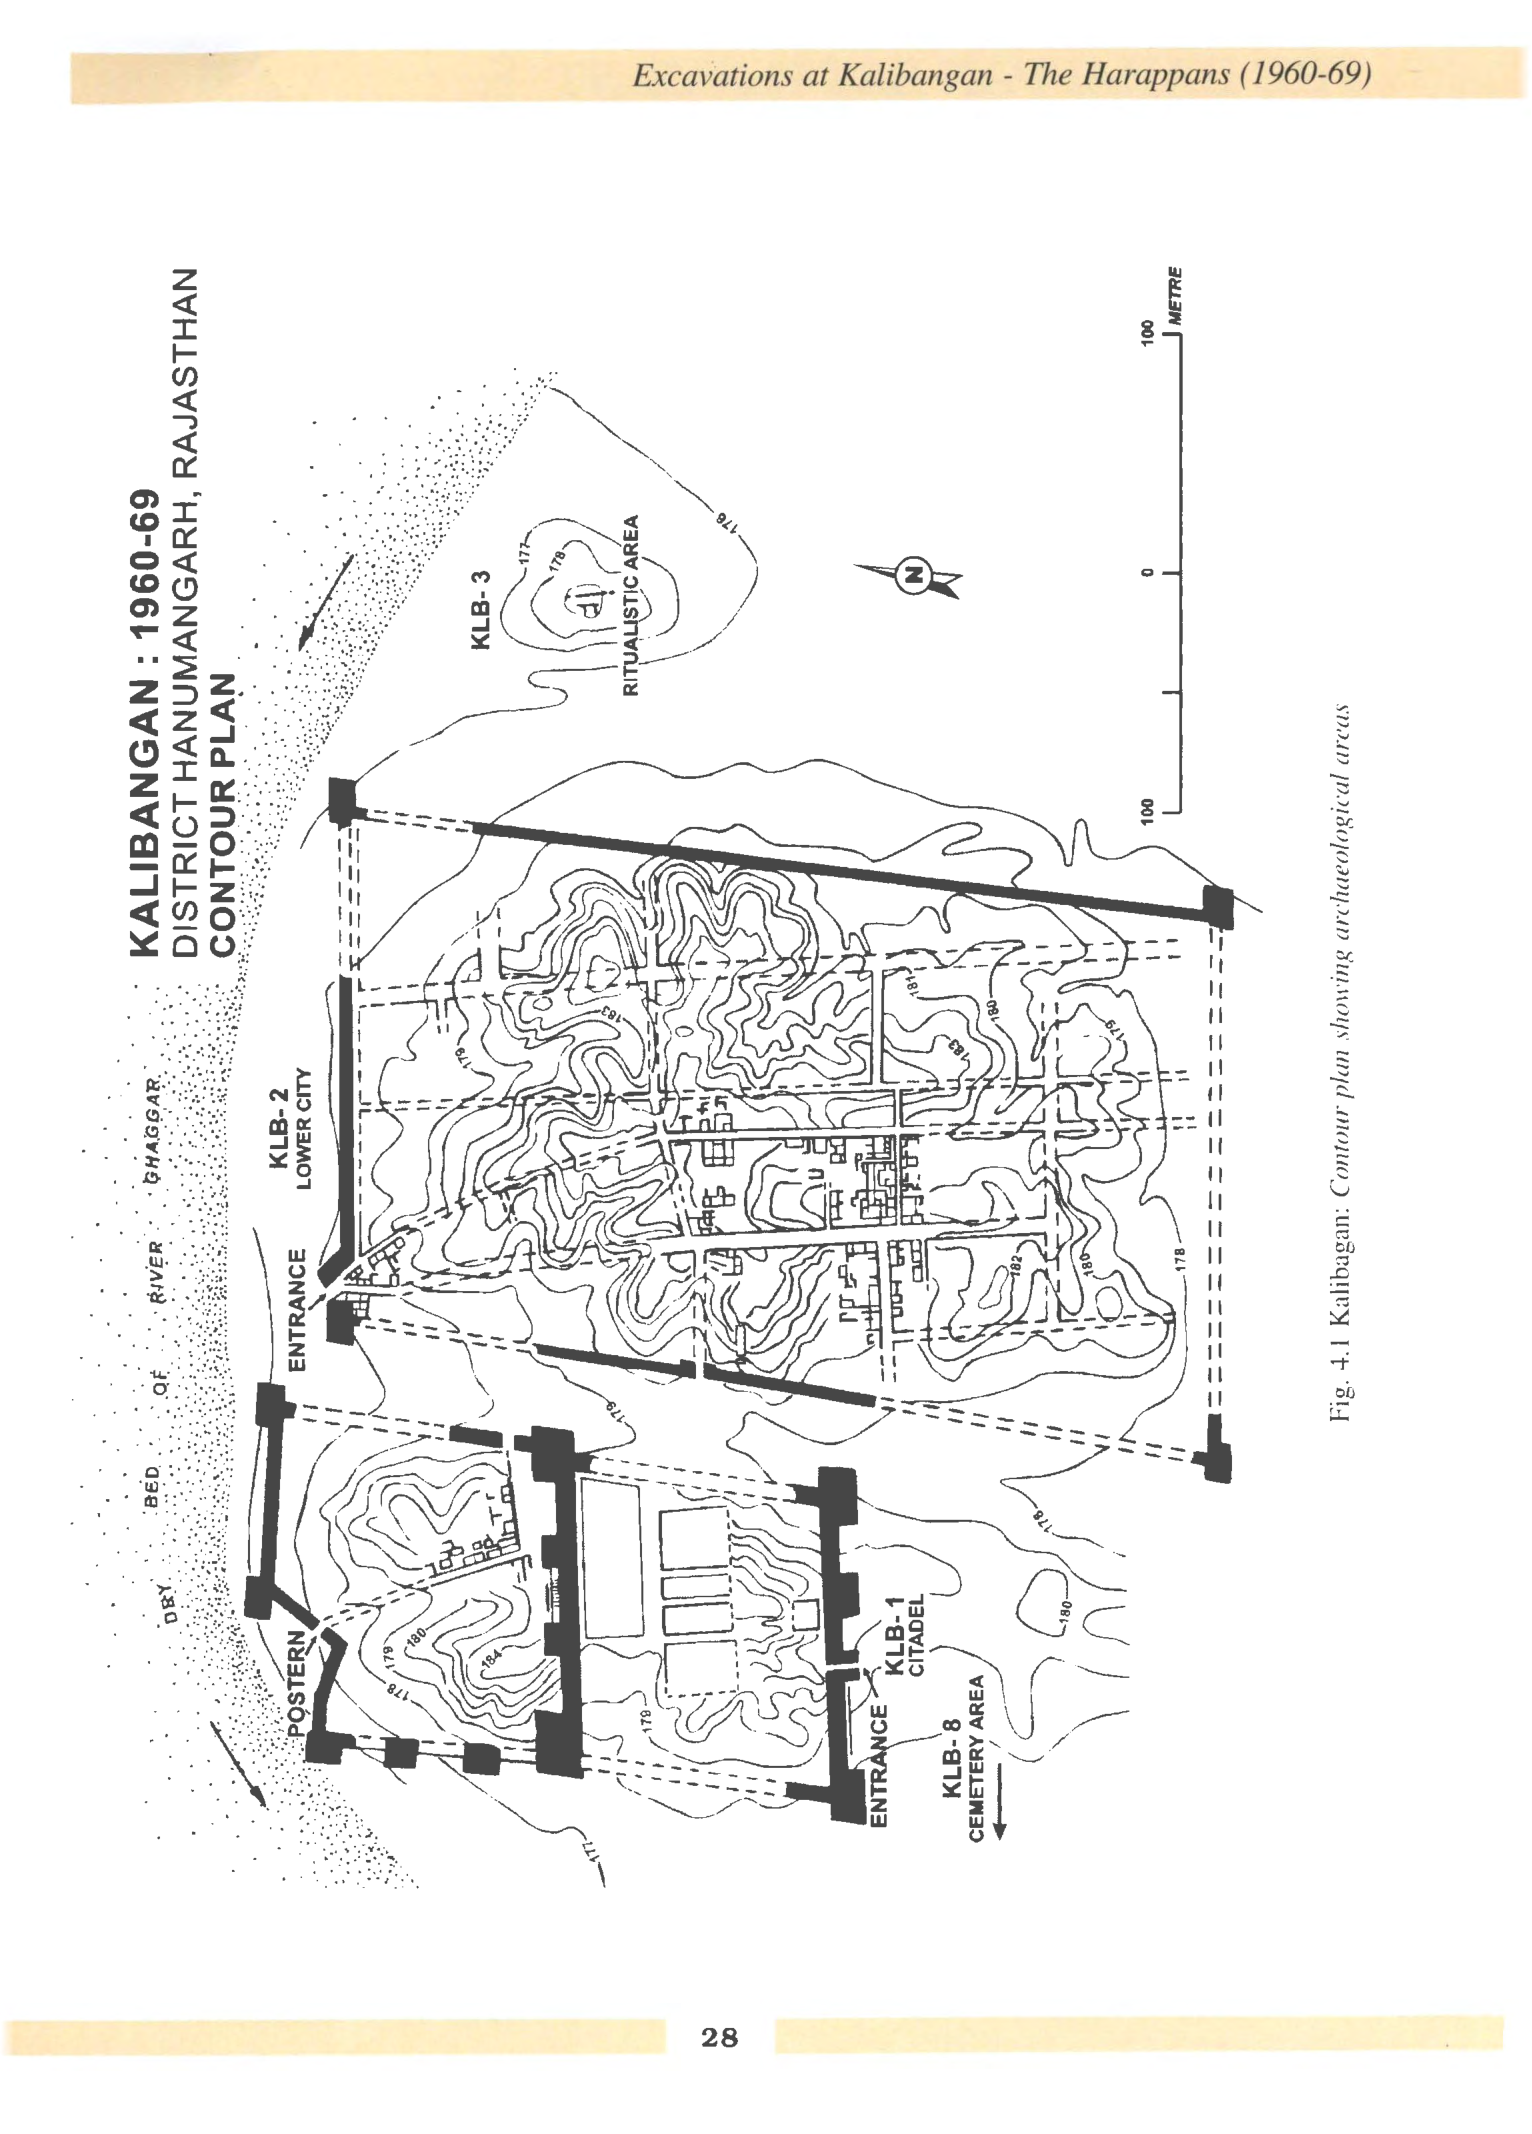 Excavations at Kalibangan - The Harappans (1960-69)
KALIBANGAN : 1960-69
DISTRICT HANUMANGARH, RAJASTHAN
CONTOUR PLAN
DRY BED OF RIVER GHAGGAR
POSTERN
ENTRANCE
KLB-2
LOWER CITY
KLB-3
RITUALISTIC AREA
177
178
176
N
179
183
181
180
183
179
182
180
178
179
178
180
179
180
184
178
179
177
KLB-1
CITADEL
ENTRANCE
KLB-8
CEMETERY AREA
100
0
100
METRE
Fig. 4.1 Kalibagan: Contour plan showing archaeological areas
28